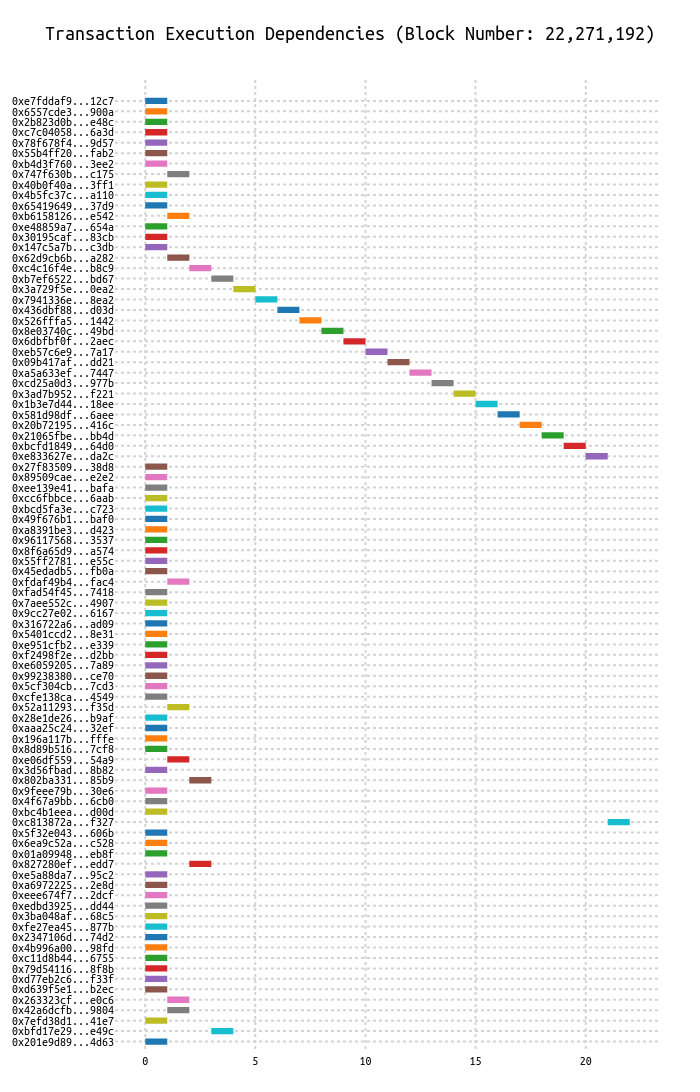 Transaction Execution Dependencies (Block Number: 22,271,192)
0xe7fddaf9...12c7
0x6557cde3...900a
0x2b823d0b...e48c
0xc7c04058...6a3d
0x78f678f4...9d57
0x55b4ff20...fab2
0xb4d3f760...3ee2
0x747f630b...c175
0x40b0f40a...3ff1
0x4b5fc37c...a110
0x65419649...37d9
0xb6158126...e542
0xe48859a7...654a
0x30195caf...83cb
0x147c5a7b...c3db
0x62d9cb6b...a282
0xc4c16f4e...b8c9
0xb7ef6522...bd67
0x3a729f5e...0ea2
0x7941336e...8ea2
0x436dbf88...d03d
0x526fffa5...1442
0x8e03740c...49bd
0x6dbfbf0f...2aec
0xeb57c6e9...7a17
0x09b417af...dd21
0xa5a633ef...7447
0xcd25a0d3...977b
0x3ad7b952...f221
0x1b3e7d44...18ee
0x581d98df...6aee
0x20b72195...416c
0x21065fbe...bb4d
0xbcfd1849...64d0
0xe833627e...da2c
0x27f83509...38d8
0x89509cae...e2e2
0xee139e41...bafa
0xcc6fbbce...6aab
0xbcd5fa3e...c723
0x49f676b1...baf0
0xa8391be3...d423
0x96117568...3537
0x8f6a65d9...a574
0x55ff2781...e55c
0x45edadb5...fb0a
0xfdaf49b4...fac4
0xfad54f45...7418
0x7aee552c...4907
0x9cc27e02...6167
0x316722a6...ad09
0x5401ccd2...8e31
0xe951cfb2...e339
0xf2498f2e...d2bb
0xe6059205...7a89
0x99238380...ce70
0x5cf304cb...7cd3
0xcfe138ca...4549
0x52a11293...f35d
0x28e1de26...b9af
0xaaa25c24...32ef
0x196a117b...fffe
0x8d89b516...7cf8
0xe06df559...54a9
0x3d56fbad...8b82
0x802ba331...85b9
0x9feee79b...30e6
0x4f67a9bb...6cb0
0xbc4b1eea...d00d
0xc813872a...f327
0x5f32e043...606b
0x6ea9c52a...c528
0x01a09948...eb8f
0x827280ef...edd7
0xe5a88da7...95c2
0xa6972225...2e8d
0xeee674f7...2dcf
0xedbd3925...dd44
0x3ba048af...68c5
0xfe27ea45...877b
0x2347106d...74d2
0x4b996a00...98fd
0xc11d8b44...6755
0x79d54116...8f8b
0xd77eb2c6...f33f
0xd639f5e1...b2ec
0x263323cf...e0c6
0x42a6dcfb...9804
0x7efd38d1...41e7
0xbfd17e29...e49c
0x201e9d89...4d63
0 5 10 15 20